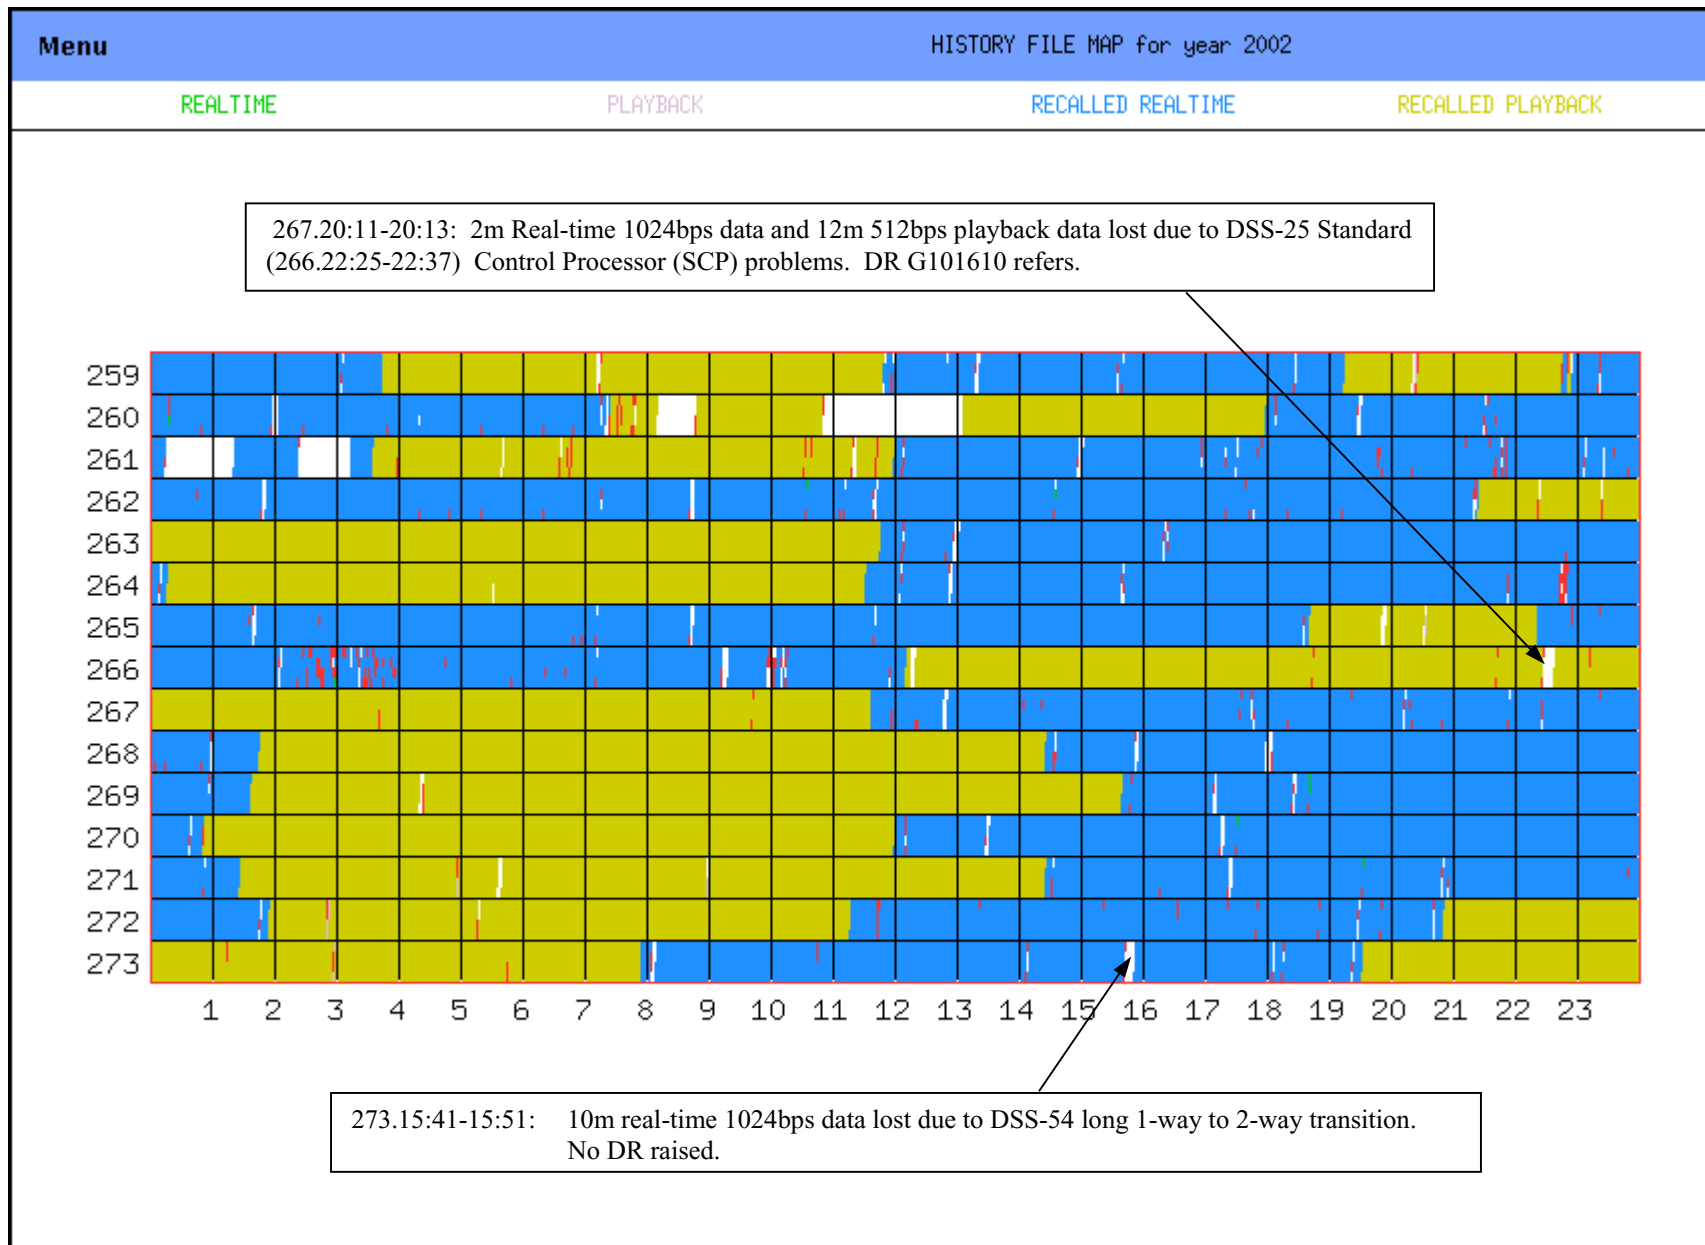 Menu
HISTORY FILE MAP for year 2002
REALTIME
PLAYBACK
RECALLED REALTIME
RECALLED PLAYBACK
267.20:11-20:13: 2m Real-time 1024bps data and 12m 512bps playback data lost due to DSS-25 Standard
(266.22:25-22:37) Control Processor (SCP) problems. DR G101610 refers.
259
260
261
262
263
264
265
266
267
268
269
270
271
272
273
1 2 3 4 5 6 7 8 9 10 11 12 13 14 15 16 17 18 19 20 21 22 23
273.15:41-15:51: 10m real-time 1024bps data lost due to DSS-54 long 1-way to 2-way transition.
No DR raised.